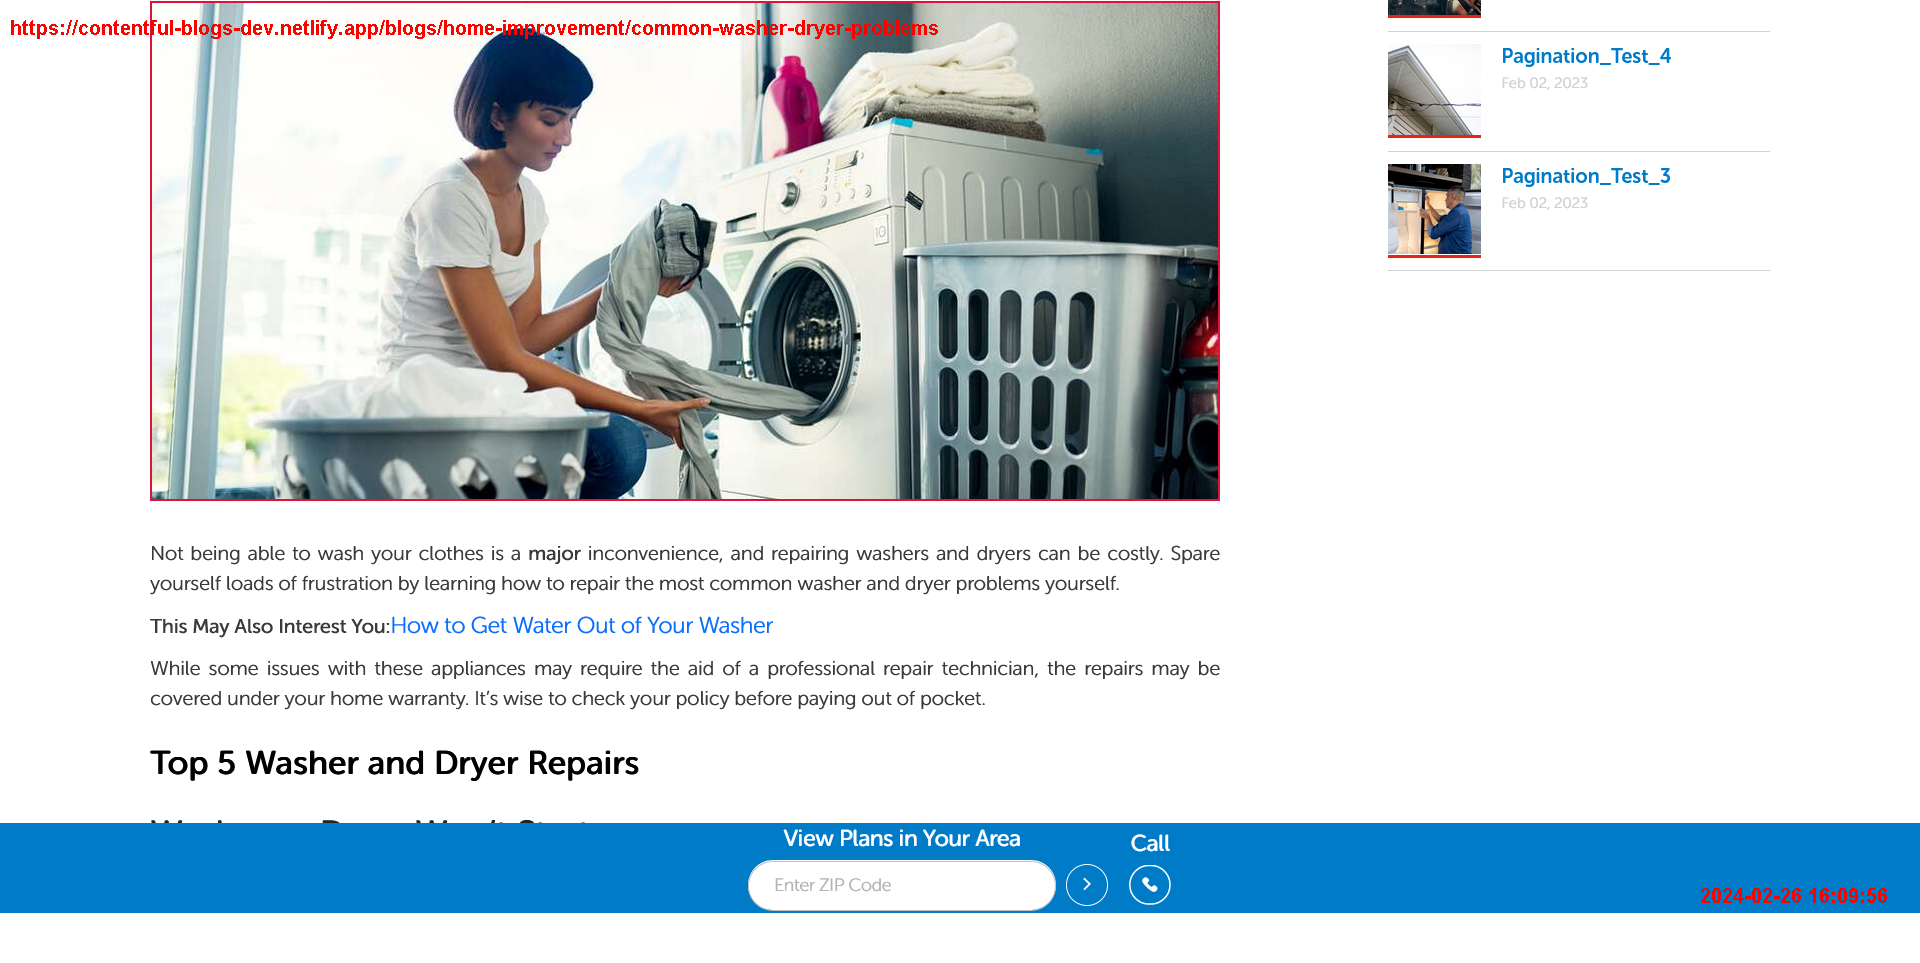 https://contentful-blogs-dev.netlify.app/blogs/home-improvement/common-washer-dryer-problems
Pagination_Test_4
Feb 02, 2023
Pagination_Test_3
Feb 02, 2023
10
Not being able to wash your clothes is a major inconvenience, and repairing washers and dryers can be costly. Spare
yourself loads of frustration by learning how to repair the most common washer and dryer problems yourself.
This May Also Interest You:How to Get Water Out of Your Washer
While some issues with these appliances may require the aid of a professional repair technician, the repairs may be
covered under your home warranty. It’s wise to check your policy before paying out of pocket.
Top 5 Washer and Dryer Repairs
View Plans in Your Area
Call
Enter ZIP Code
2024-02-26 16:09:56